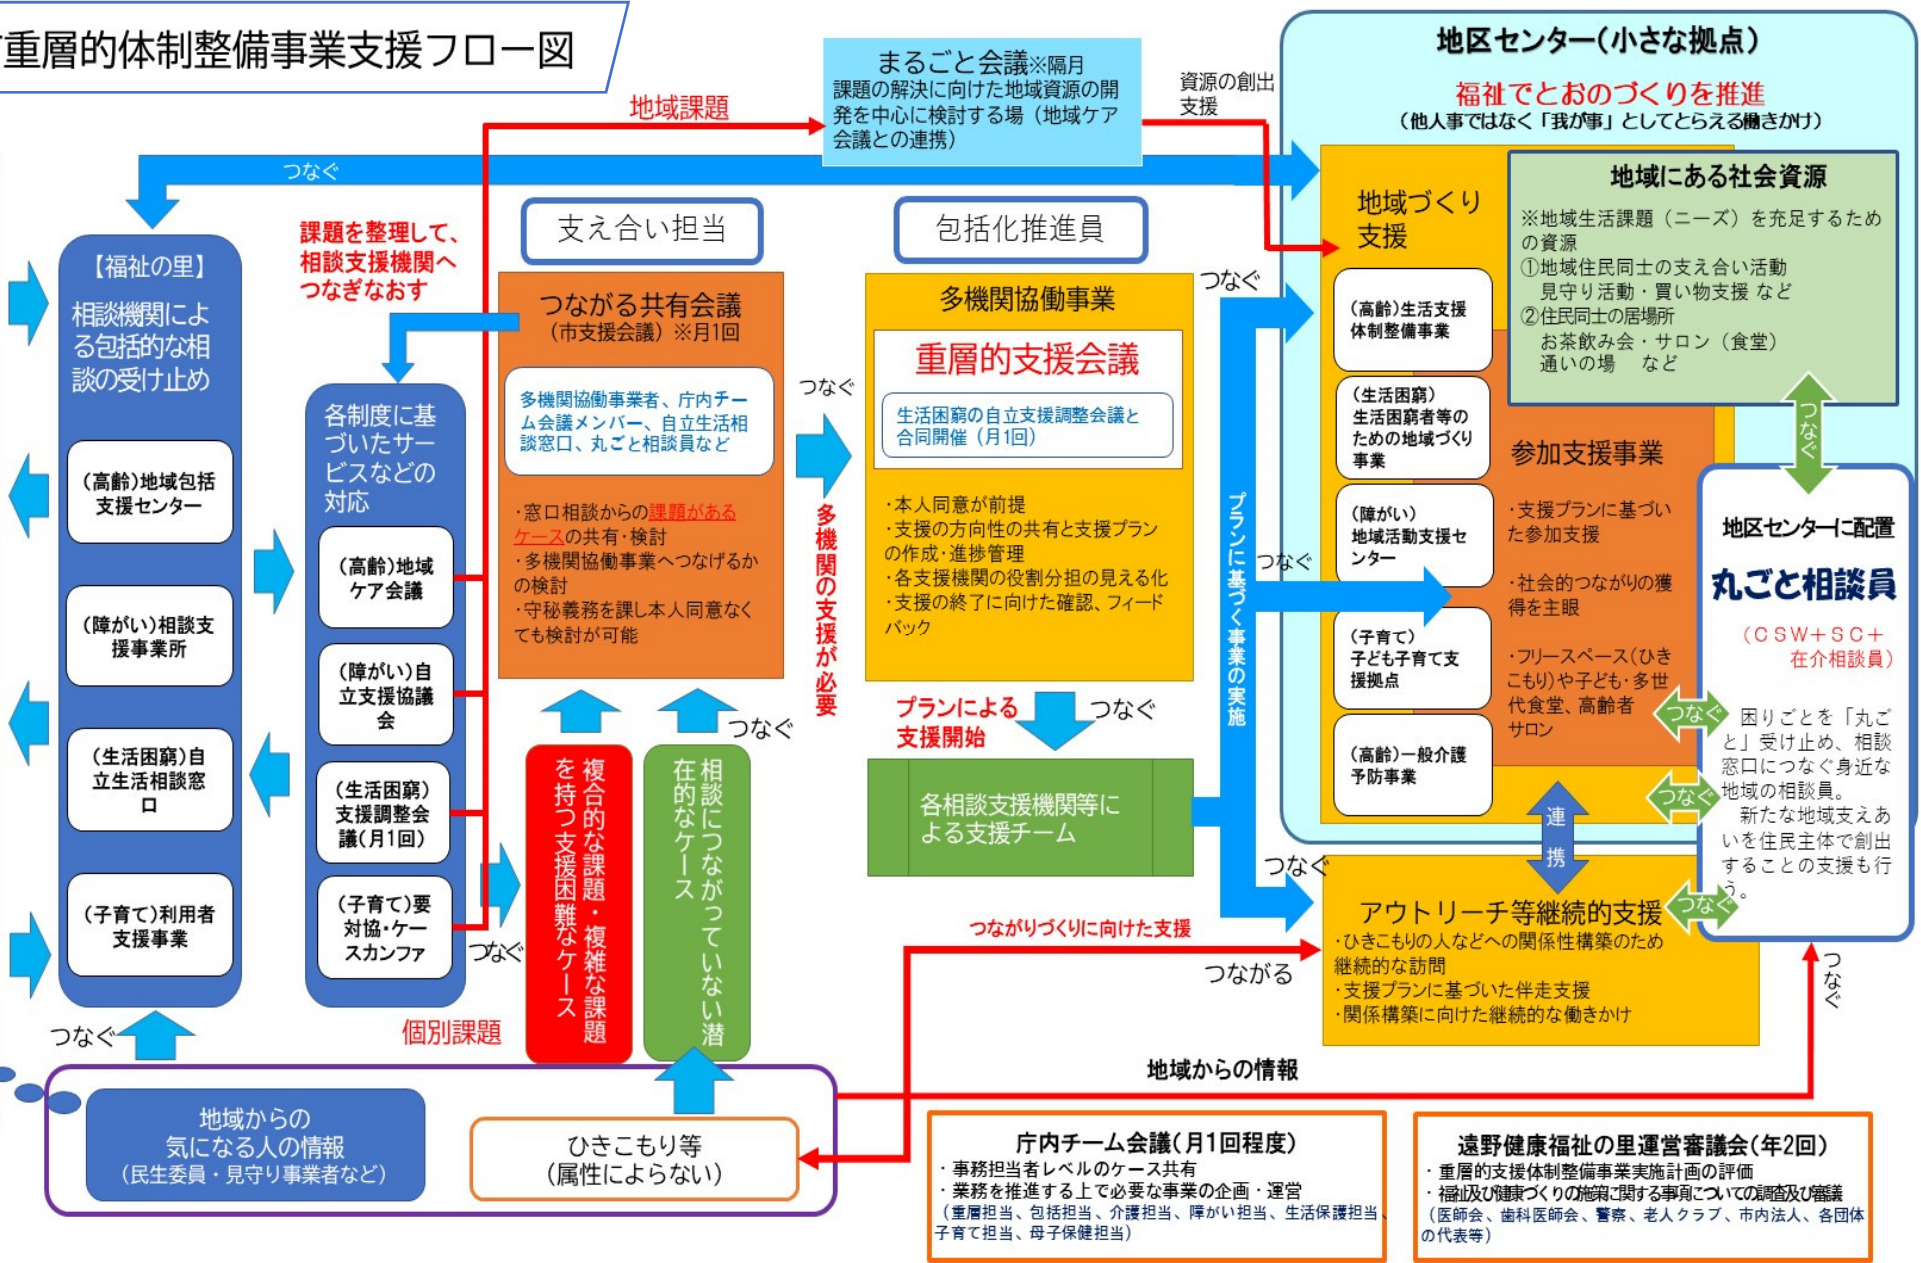 重層的体制整備事業支援フロー図
地域課題
まるごと会議※隔月
課題の解決に向けた地域資源の開
発を中心に検討する場（地域ケア
会議との連携）
資源の創出
支援
つなぐ
【福祉の里】
相談機関によ
る包括的な相
談の受け止め
(高齢)地域包括
支援センター
(障がい)相談支
援事業所
(生活困窮)自
立生活相談窓
口
(子育て)利用者
支援事業
つなぐ
課題を整理して、
相談支援機関へ
つなぎなおす
各制度に基
づいたサー
ビスなどの
対応
(高齢)地域
ケア会議
(障がい)自
立支援協議
会
(生活困窮)
支援調整会
議(月1回)
(子育て)要
対協・ケー
スカンファ
つなぐ
個別課題
支え合い担当
つながる共有会議
(市支援会議) ※月1回
多機関協働事業者、庁内チー
ム会議メンバー、自立生活相
談窓口、丸ごと相談員など
・窓口相談からの課題がある
ケースの共有・検討
・多機関協働事業へつなげるか
の検討
・守秘義務を課し本人同意なく
ても検討が可能
つなぐ
複合的な課題・複雑な課題
を持つ支援困難なケース
相談につながっていない潜
在的なケース
つなぐ
多機関の支援が必要
包括化推進員
多機関協働事業
重層的支援会議
生活困窮の自立支援調整会議と
合同開催（月1回）
・本人同意が前提
・支援の方向性の共有と支援プラン
の作成・進捗管理
・各支援機関の役割分担の見える化
・支援の終了に向けた確認、フィード
バック
プランによる
支援開始
つなぐ
各相談支援機関等に
よる支援チーム
つなぐ
プランに基づく事業の実施
つなぐ
つなぐ
つながりづくりに向けた支援
つながる
地区センター(小さな拠点)
福祉でとおのづくりを推進
(他人事ではなく「我が事」としてとらえる働きかけ)
地域づくり
支援
(高齢)生活支援
体制整備事業
(生活困窮)
生活困窮者等の
ための地域づくり
事業
(障がい)
地域活動支援セ
ンター
(子育て)
子ども子育て支
援拠点
(高齢)一般介護
予防事業
参加支援事業
・支援プランに基づい
た参加支援
・社会的つながりの獲
得を主眼
・フリースペース(ひき
こもり)や子ども・多世
代食堂、高齢者
サロン
地域にある社会資源
※地域生活課題（ニーズ）を充足するため
の資源
①地域住民同士の支え合い活動
見守り活動・買い物支援 など
②住民同士の居場所
お茶飲み会・サロン（食堂）
通いの場 など
つなぐ
地区センターに配置
丸ごと相談員
（ＣＳＷ＋ＳＣ＋
在介相談員）
困りごとを「丸ご
と」受け止め、相談
窓口につなぐ身近な
地域の相談員。
新たな地域支えあ
いを住民主体で創出
することの支援も行
う。
つなぐ
つなぐ
つなぐ
連携
アウトリーチ等継続的支援
・ひきこもりの人などへの関係性構築のため
継続的な訪問
・支援プランに基づいた伴走支援
・関係構築に向けた継続的な働きかけ
つなぐ
地域からの情報
地域からの
気になる人の情報
（民生委員・見守り事業者など）
ひきこもり等
（属性によらない）
庁内チーム会議(月1回程度)
・事務担当者レベルのケース共有
・業務を推進する上で必要な事業の企画・運営
（重層担当、包括担当、介護担当、障がい担当、生活保護担当、
子育て担当、母子保健担当）
遠野健康福祉の里運営審議会(年2回)
・重層的支援体制整備事業実施計画の評価
・福祉及び健康づくりの施策に関する事項についての調査及び審議
（医師会、歯科医師会、警察、老人クラブ、市内法人、各団体
の代表等）